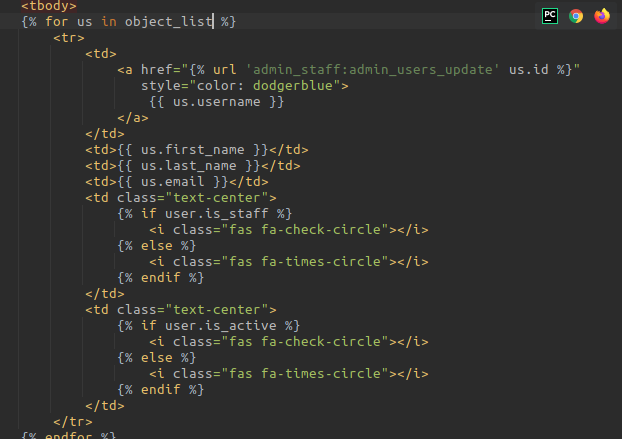 <tbody>
{% for us in object_list %}
<tr>
<td>
<a href="{% url 'admin_staff:admin_users_update' us.id %}"
style="color: dodgerblue">
{{ us.username }}
</a>
</td>
<td>{{ us.first_name }}</td>
<td>{{ us.last_name }}</td>
<td>{{ us.email }}</td>
<td class="text-center">
{% if user.is_staff %}
<i class="fas fa-check-circle"></i>
{% else %}
<i class="fas fa-times-circle"></i>
{% endif %}
</td>
<td class="text-center">
{% if user.is_active %}
<i class="fas fa-check-circle"></i>
{% else %}
<i class="fas fa-times-circle"></i>
{% endif %}
</td>
</tr>
{% endfor %}
PC